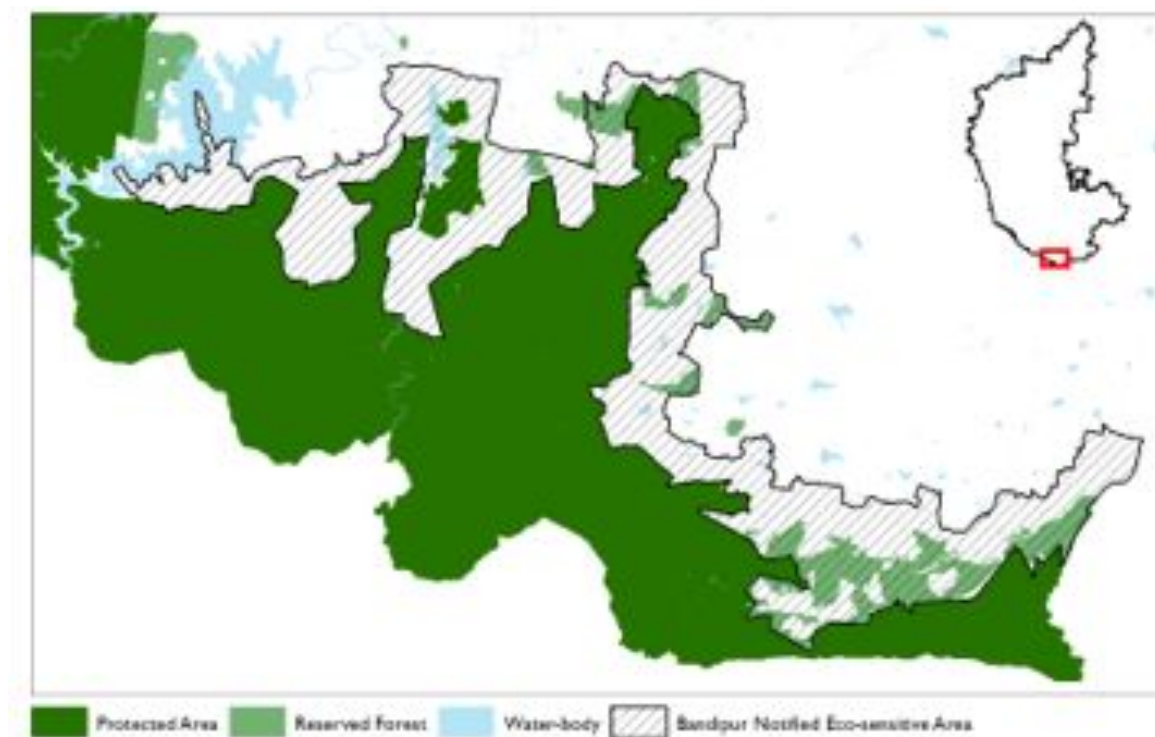 Protected Area
Reserved Forest
Water-body
Bandipur Notified Eco-sensitive Area